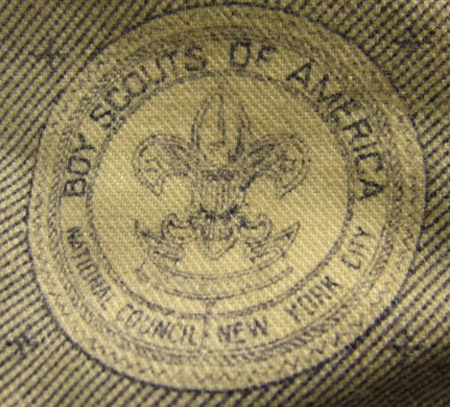 BOY SCOUTS OF AMERICA
NATIONAL COUNCIL, NEW YORK CITY